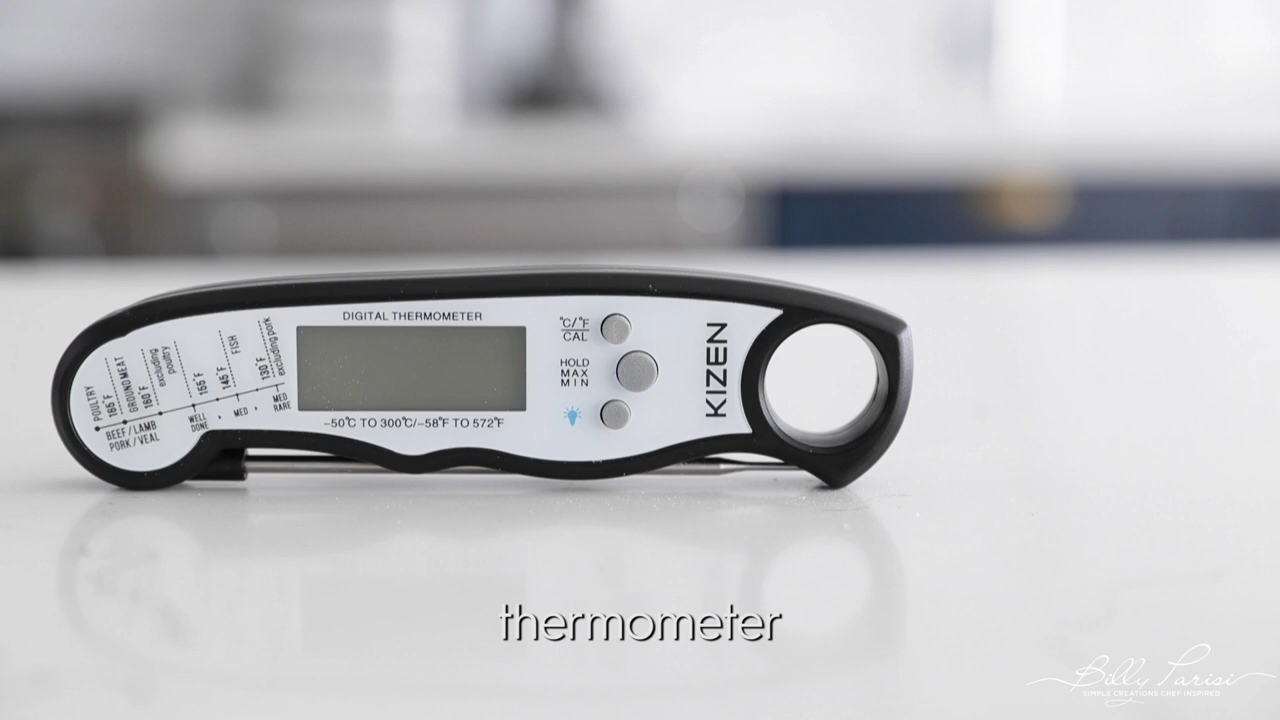 DIGITAL THERMOMETER
POULTRY
165°F
GROUND MEAT
160°F
excluding
poultry
155°F
145°F
FISH
130°F
excluding pork
BEEF / LAMB
PORK / VEAL
WELL
DONE
MED
MED
RARE
-50°C TO 300°C/-58°F TO 572°F
°C/°F
CAL
HOLD
MAX
MIN
KIZEN
thermometer
Billy Parisi
SIMPLE CREATIONS CHEF INSPIRED